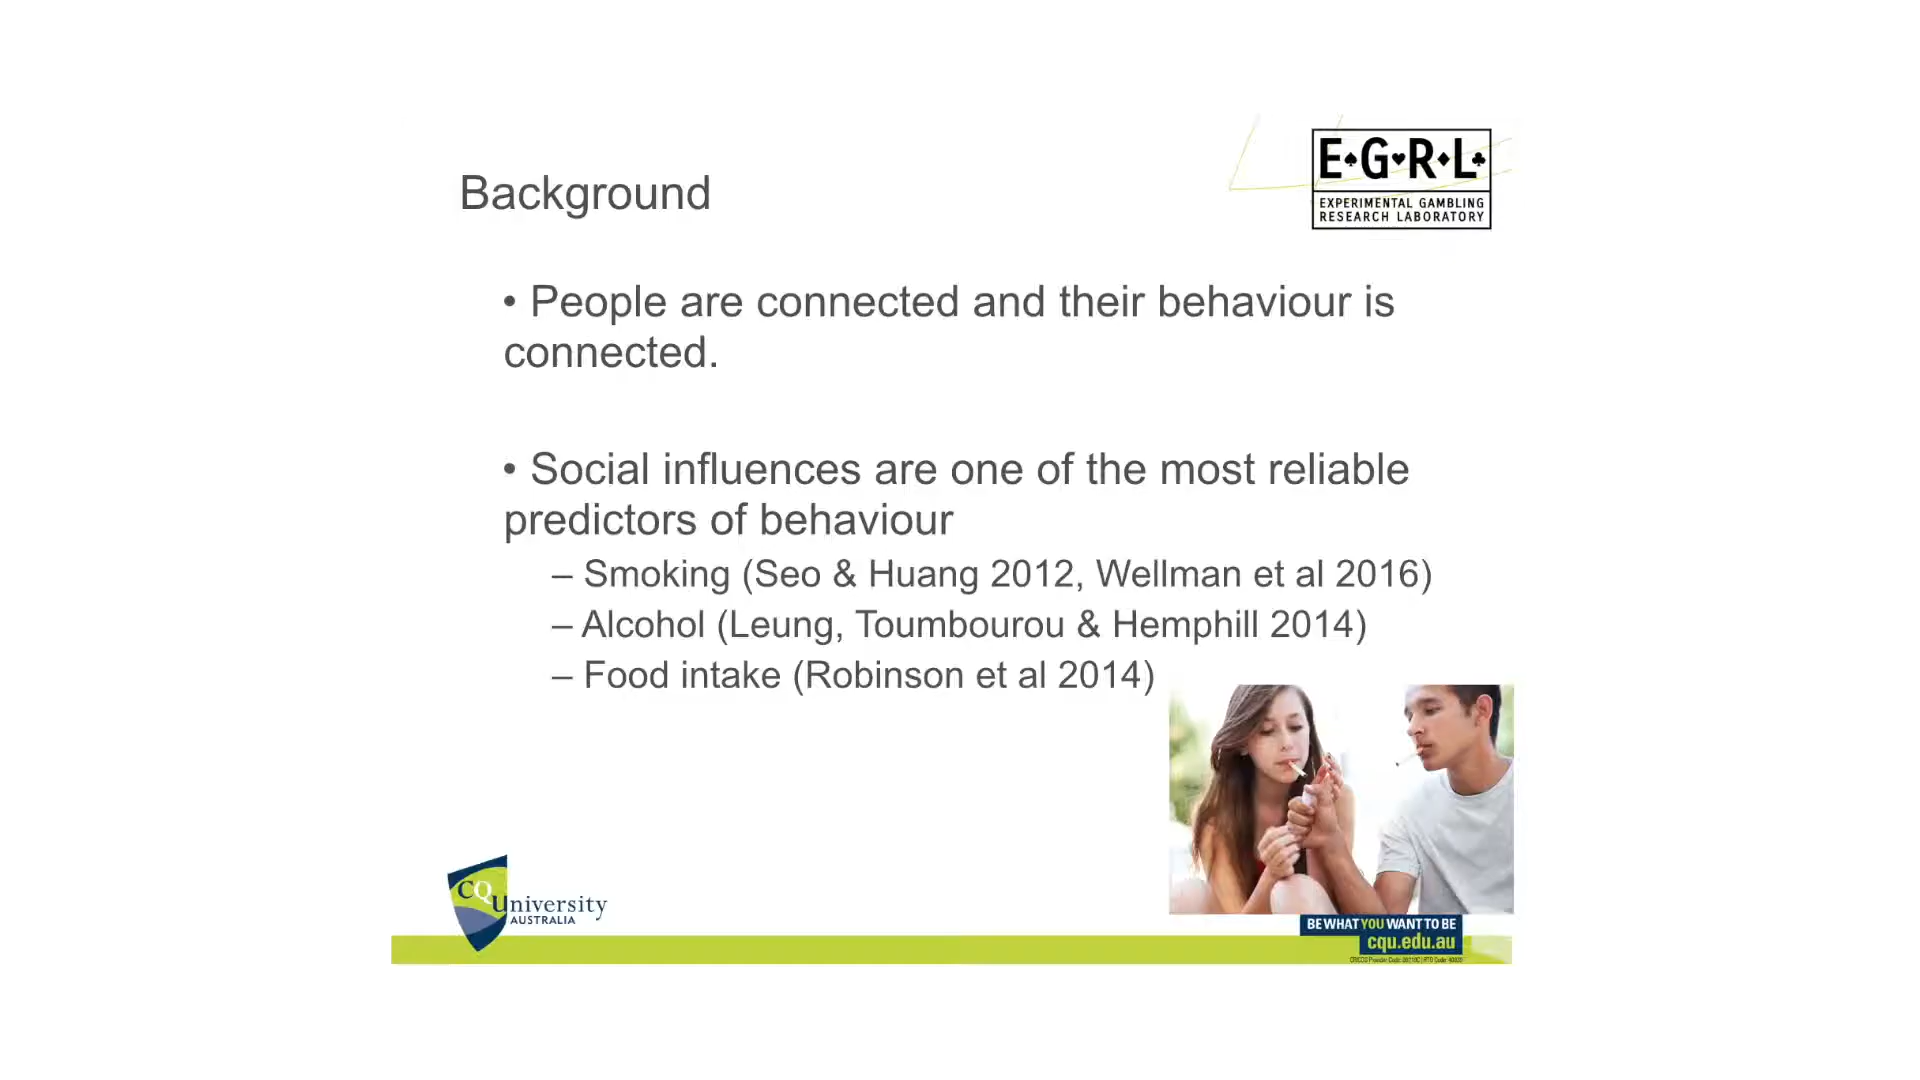 E♠G♥R♦L♣
EXPERIMENTAL GAMBLING
RESEARCH LABORATORY
Background
• People are connected and their behaviour is
connected.
• Social influences are one of the most reliable
predictors of behaviour
– Smoking (Seo & Huang 2012, Wellman et al 2016)
– Alcohol (Leung, Toumbourou & Hemphill 2014)
– Food intake (Robinson et al 2014)
CQUniversity
AUSTRALIA
BE WHAT YOU WANT TO BE
cqu.edu.au